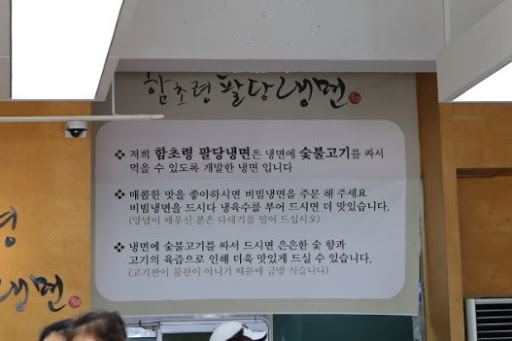 함초령 팔당냉면
❖ 저희 함초령 팔당냉면은 냉면에 숯불고기를 싸서
먹을 수 있도록 개발한 냉면 입니다
❖ 매콤한 맛을 좋아하시면 비빔냉면을 주문 해 주세요
비빔냉면을 드시다 냉육수를 부어 드시면 더 맛있습니다.
(양념이 매우신 분은 다대기를 덜어 드십시오)
❖ 냉면에 숯불고기를 싸서 드시면 은은한 숯 향과
고기의 육즙으로 인해 더욱 맛있게 드실 수 있습니다.
(고기판이 불판이 아니기 때문에 금방 식습니다)
령
냉면